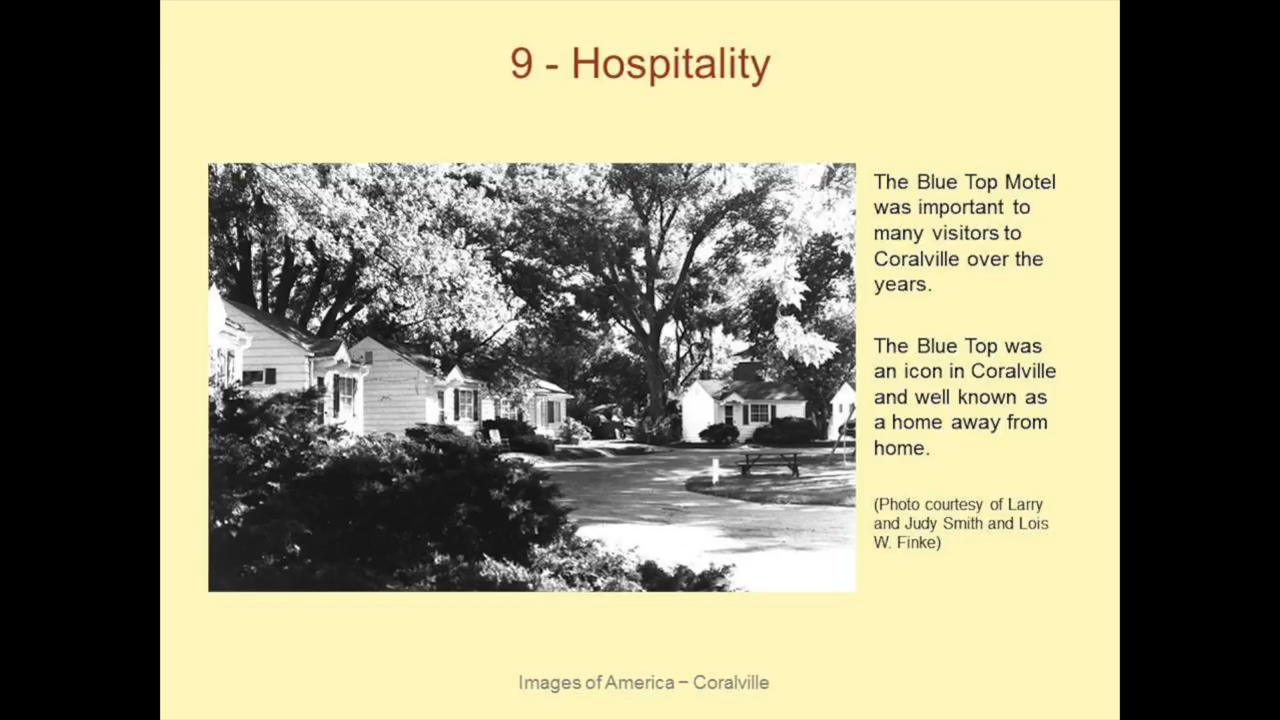 9 - Hospitality
The Blue Top Motel
was important to
many visitors to
Coralville over the
years.
The Blue Top was
an icon in Coralville
and well known as
a home away from
home.
(Photo courtesy of Larry
and Judy Smith and Lois
W. Finke)
Images of America – Coralville